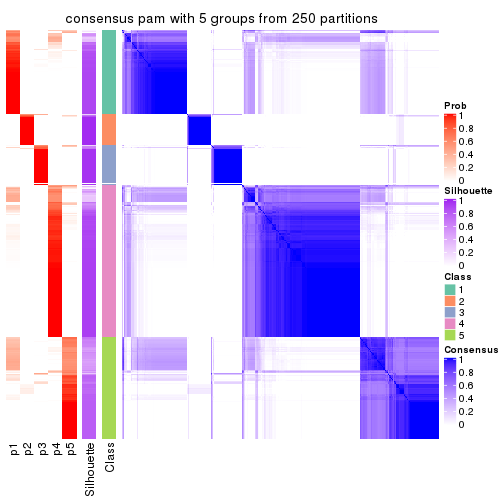 consensus pam with 5 groups from 250 partitions
Prob
1
0.8
0.6
0.4
0.2
0
Silhouette
1
0.8
0.6
0.4
0.2
0
Class
1
2
3
4
5
Consensus
1
0.8
0.6
0.4
0.2
0
p1
p2
p3
p4
p5
Silhouette
Class